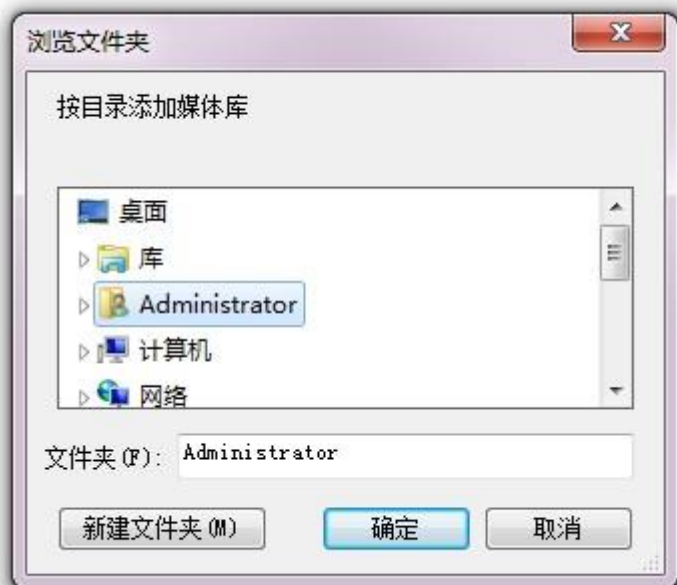 浏览文件夹
按目录添加媒体库
桌面
库
Administrator
计算机
网络
文件夹(F): Administrator
新建文件夹(M) 确定 取消